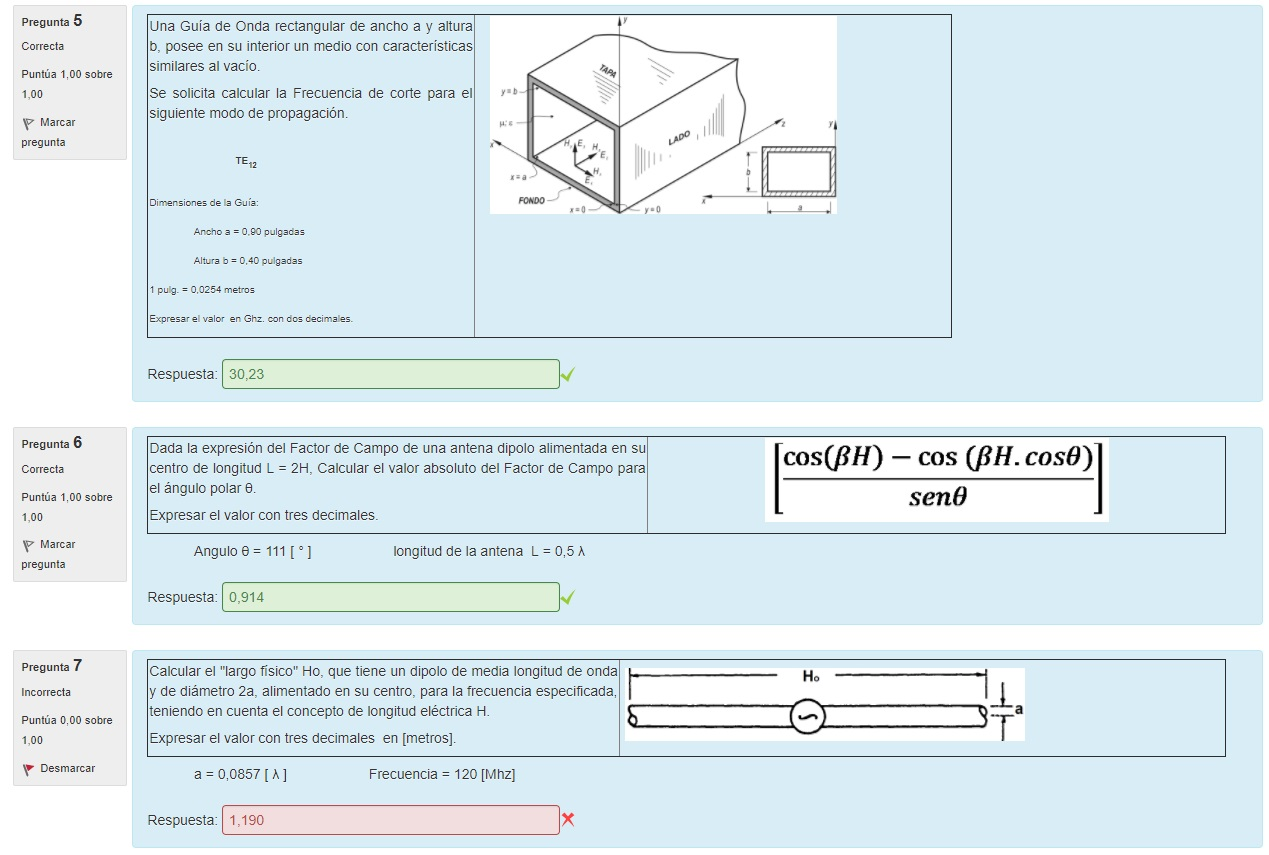 Pregunta 5
Correcta
Puntúa 1,00 sobre
1,00
Marcar
pregunta
Una Guía de Onda rectangular de ancho a y altura
b, posee en su interior un medio con características
similares al vacío.
Se solicita calcular la Frecuencia de corte para el
siguiente modo de propagación.
TE12
Dimensiones de la Guía:
Ancho a = 0,90 pulgadas
Altura b = 0,40 pulgadas
1 pulg. = 0,0254 metros
Expresar el valor en Ghz. con dos decimales.
y
TAPA
y=b
μ;ε
LADO
z
y
x
x=a
FONDO
x=0
y=0
b
x
a
Respuesta: 30,23
Pregunta 6
Correcta
Puntúa 1,00 sobre
1,00
Marcar
pregunta
Dada la expresión del Factor de Campo de una antena dipolo alimentada en su
centro de longitud L = 2H, Calcular el valor absoluto del Factor de Campo para
el ángulo polar θ.
Expresar el valor con tres decimales.
[cos(βH) − cos (βH.cosθ)]
senθ
Angulo θ = 111 [ ° ] longitud de la antena L = 0,5 λ
Respuesta: 0,914
Pregunta 7
Incorrecta
Puntúa 0,00 sobre
1,00
Desmarcar
Calcular el "largo físico" Ho, que tiene un dipolo de media longitud de onda
y de diámetro 2a, alimentado en su centro, para la frecuencia especificada,
teniendo en cuenta el concepto de longitud eléctrica H.
Expresar el valor con tres decimales en [metros].
Ho
a
a = 0,0857 [ λ ] Frecuencia = 120 [Mhz]
Respuesta: 1,190